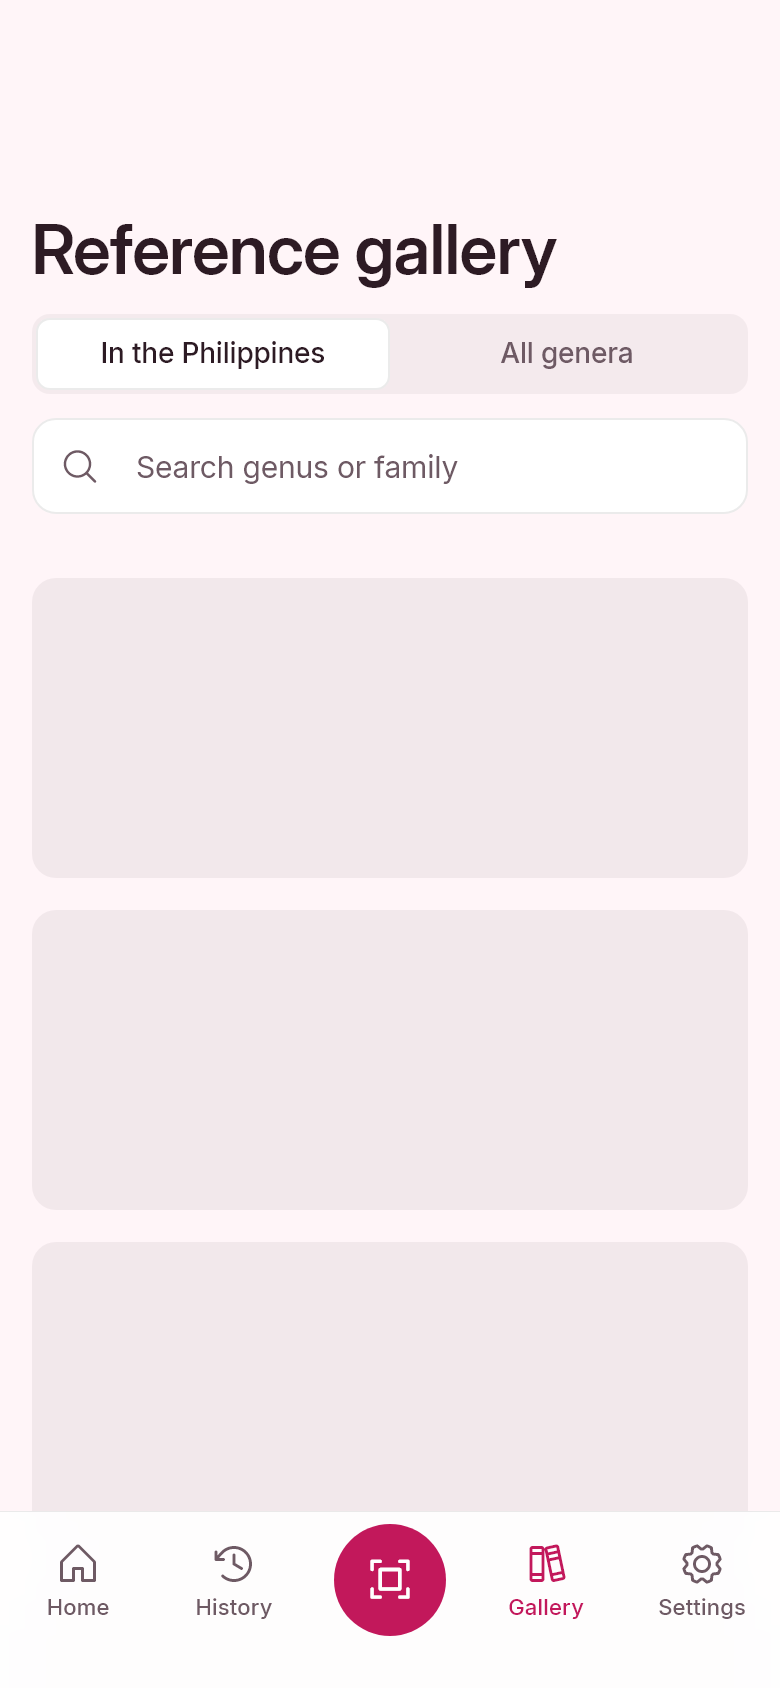 Reference gallery
In the Philippines
All genera
Search genus or family
Home
History
Gallery
Settings